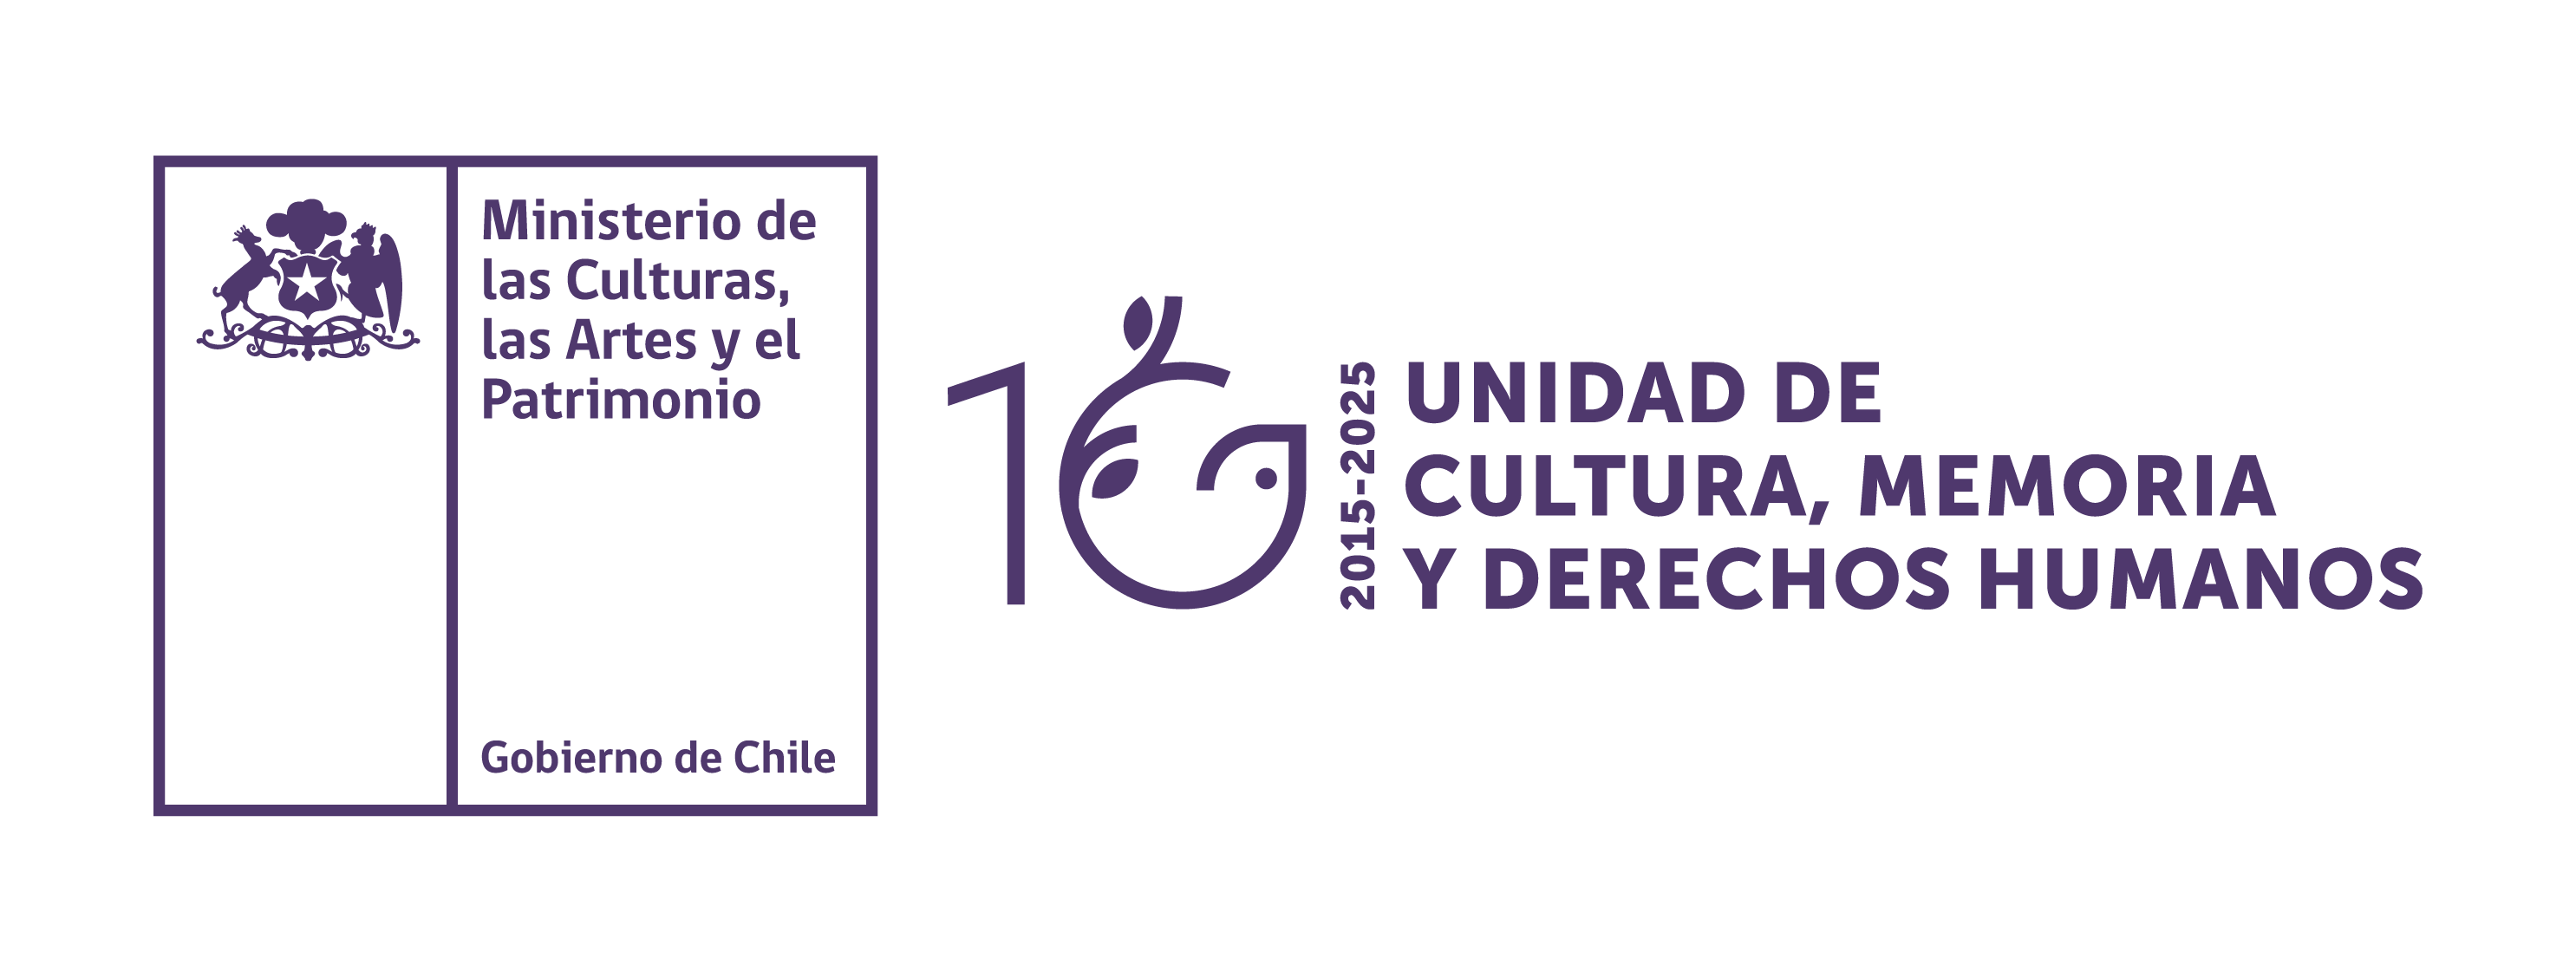 Ministerio de
las Culturas,
las Artes y el
Patrimonio
Gobierno de Chile
10
2015-2025
UNIDAD DE
CULTURA, MEMORIA
Y DERECHOS HUMANOS